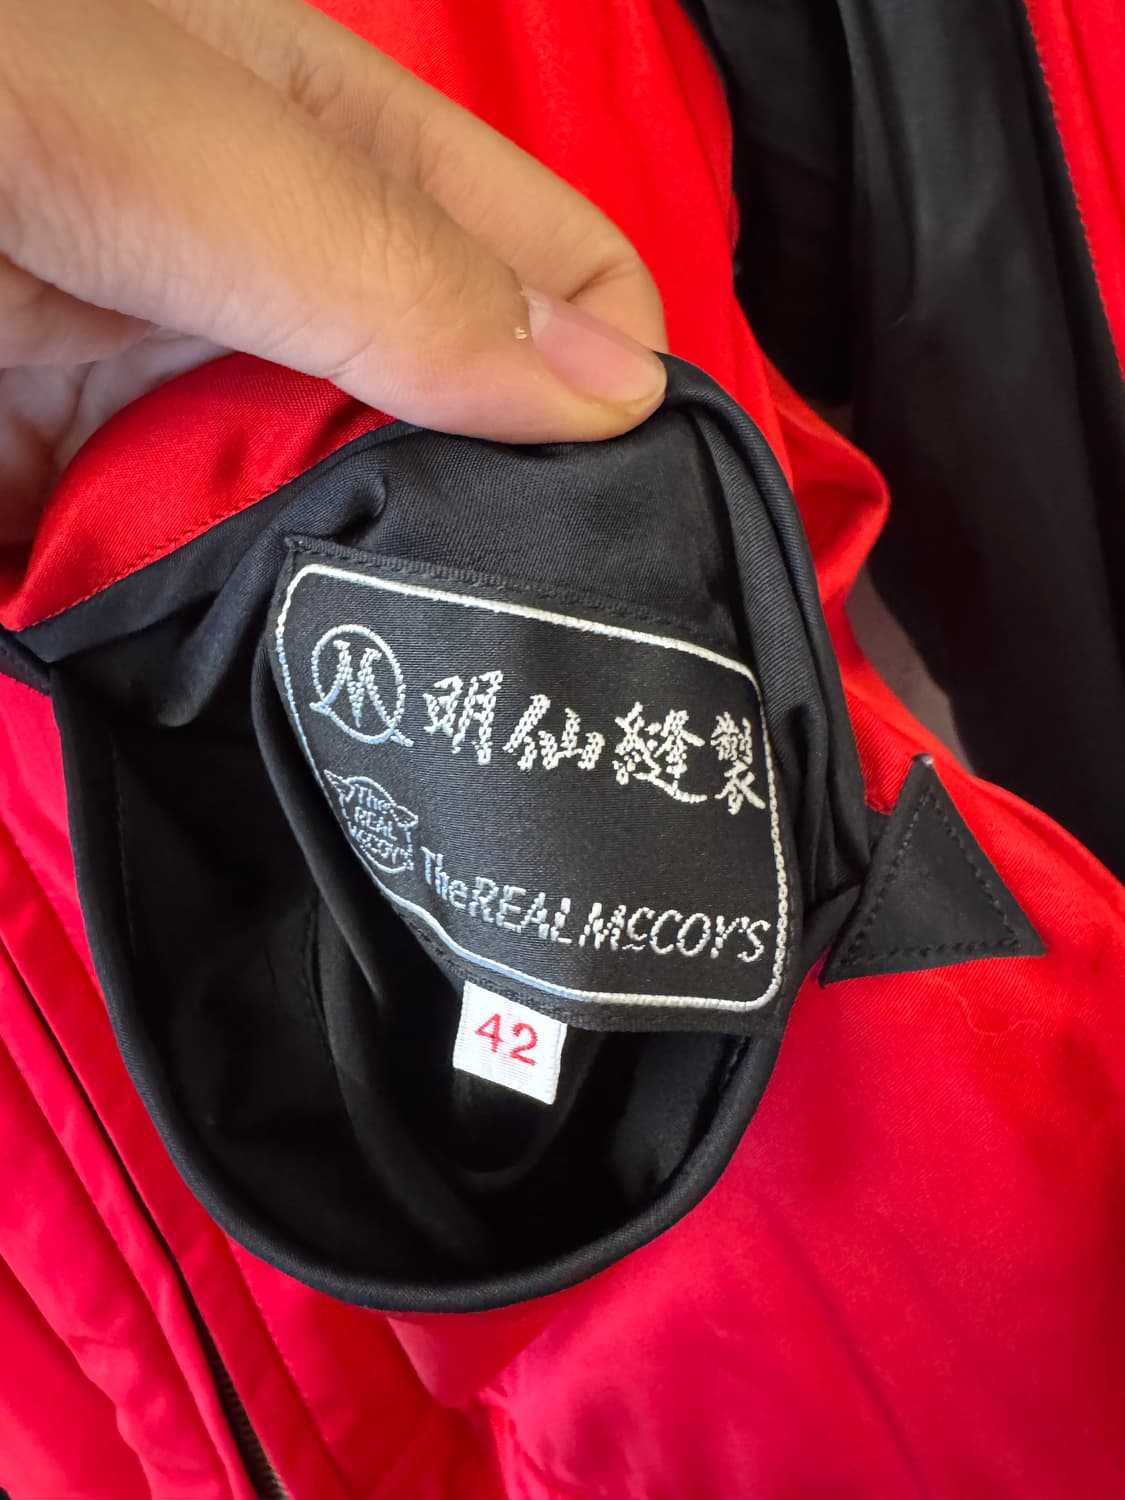 M
明仙縫製
The
REAL
McCOY'S
The REAL McCOY'S
42